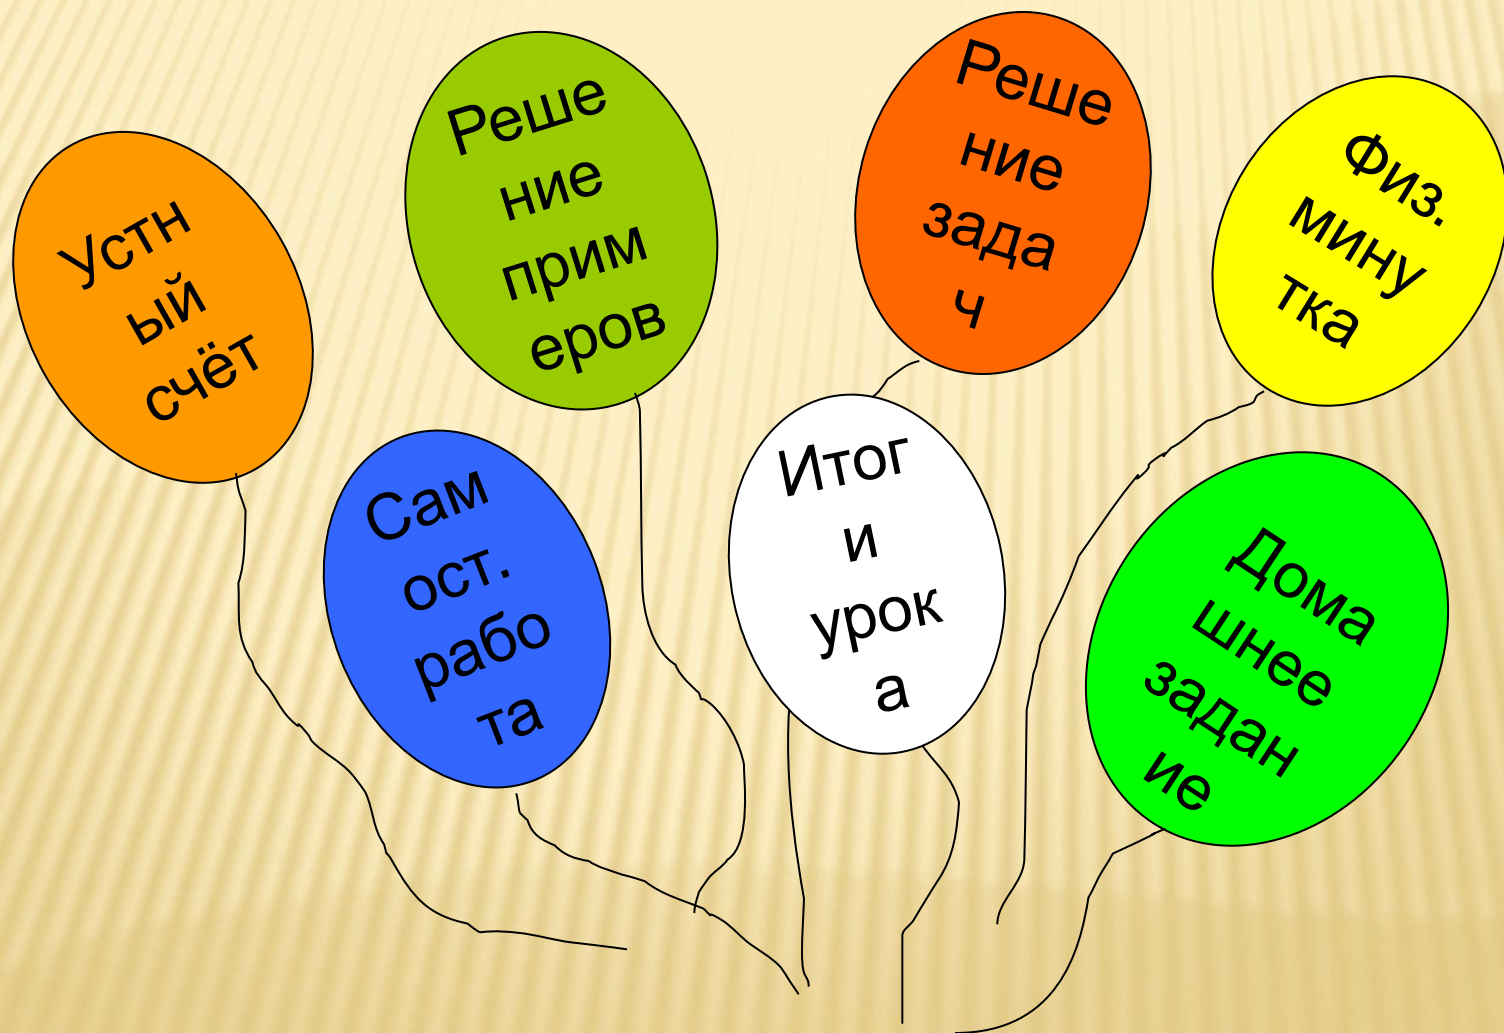 Устн
ый
счёт
Реше
ние
прим
еров
Реше
ние
зада
ч
Физ.
мину
тка
Сам
ост.
рабо
та
Итог
и
урок
а
Дома
шнее
задан
ие